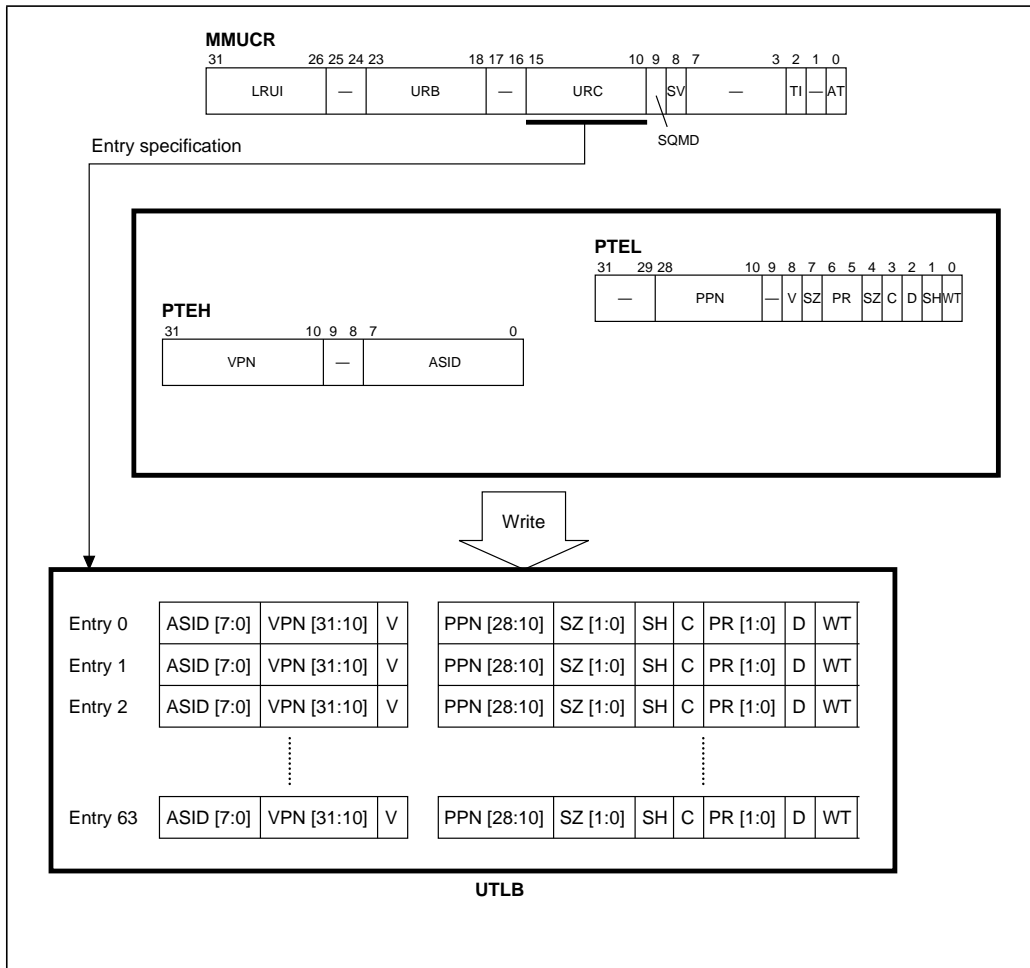 MMUCR
31 26 25 24 23 18 17 16 15 10 9 8 7 3 2 1 0
LRUI — URB — URC SV — TI — AT
SQMD
Entry specification
PTEL
31 29 28 10 9 8 7 6 5 4 3 2 1 0
— PPN — V SZ PR SZ C D SH WT
PTEH
31 10 9 8 7 0
VPN — ASID
Write
Entry 0 ASID [7:0] VPN [31:10] V PPN [28:10] SZ [1:0] SH C PR [1:0] D WT
Entry 1 ASID [7:0] VPN [31:10] V PPN [28:10] SZ [1:0] SH C PR [1:0] D WT
Entry 2 ASID [7:0] VPN [31:10] V PPN [28:10] SZ [1:0] SH C PR [1:0] D WT
Entry 63 ASID [7:0] VPN [31:10] V PPN [28:10] SZ [1:0] SH C PR [1:0] D WT
UTLB